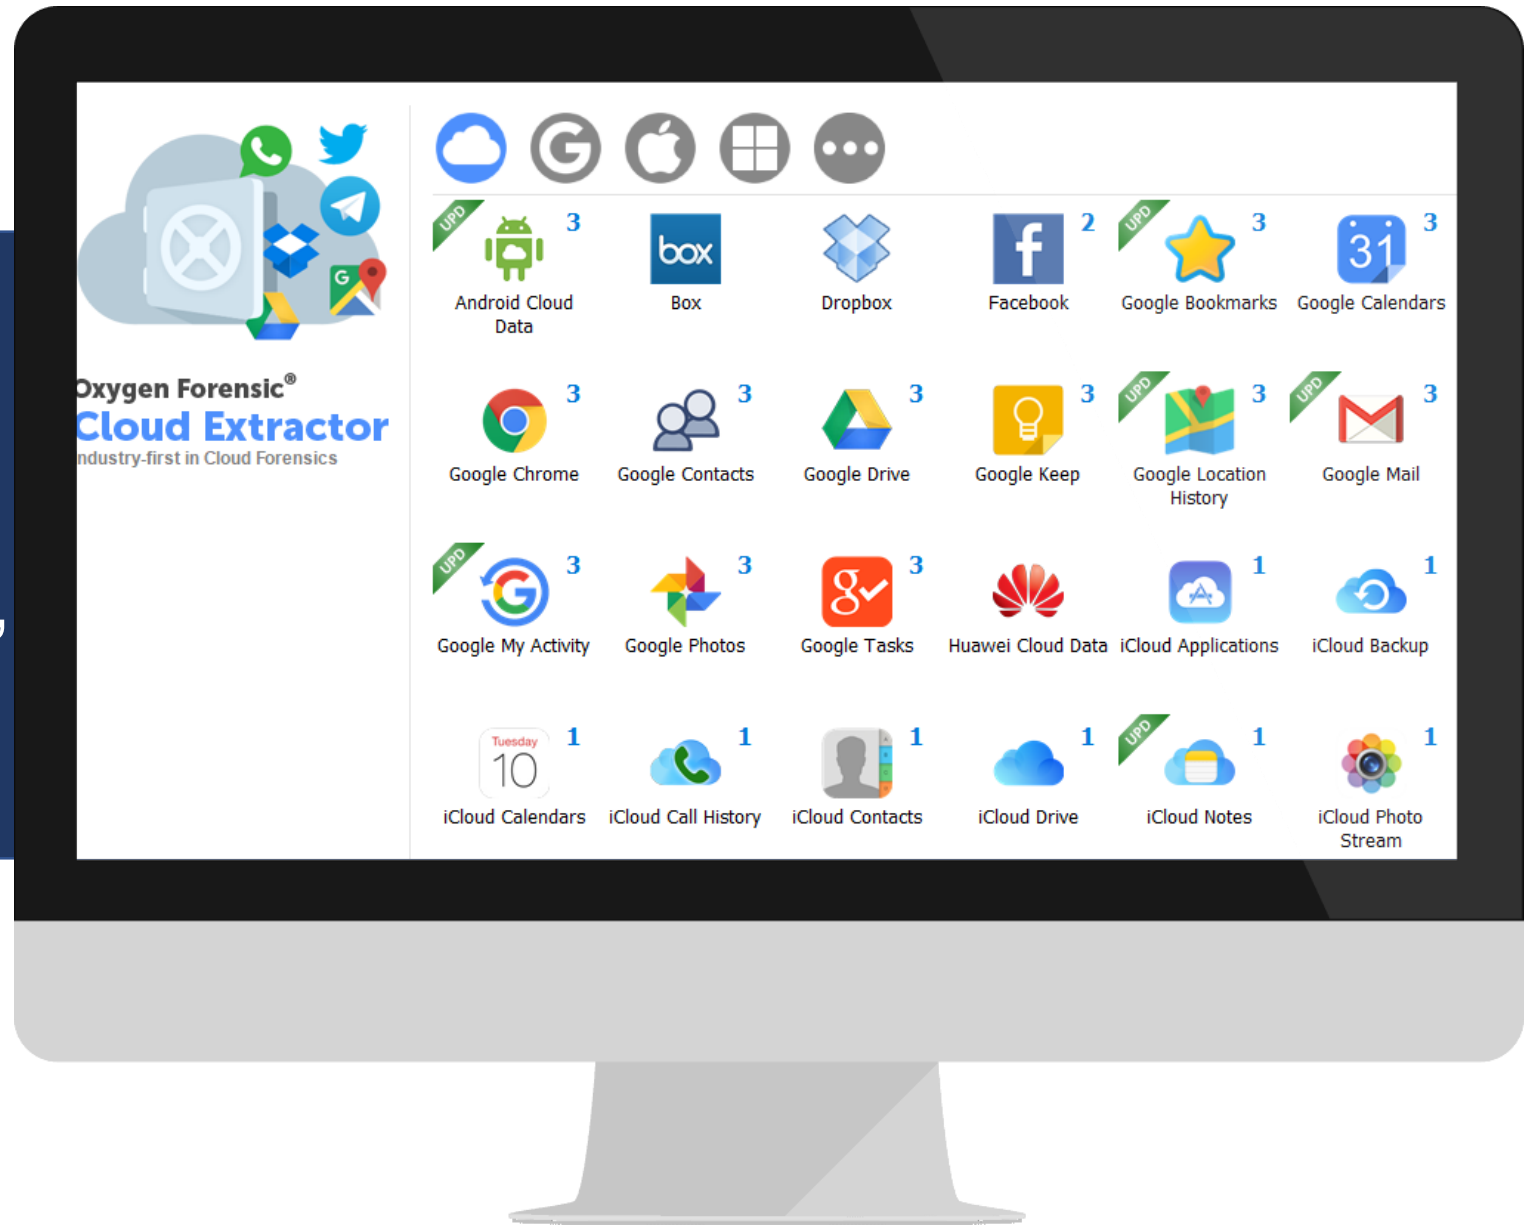 Oxygen Forensic®
Cloud Extractor
ndustry-first in Cloud Forensics
G
G
UPD
3
Android Cloud
Data
box
Box
Dropbox
f
2
Facebook
UPD
3
Google Bookmarks
31
3
Google Calendars
3
Google Chrome
3
Google Contacts
3
Google Drive
3
Google Keep
UPD
3
Google Location
History
UPD
3
Google Mail
UPD
G
3
Google My Activity
3
Google Photos
g
3
Google Tasks
Huawei Cloud Data
1
iCloud Applications
1
iCloud Backup
Tuesday
10
1
iCloud Calendars
1
iCloud Call History
1
iCloud Contacts
1
iCloud Drive
UPD
1
iCloud Notes
1
iCloud Photo
Stream